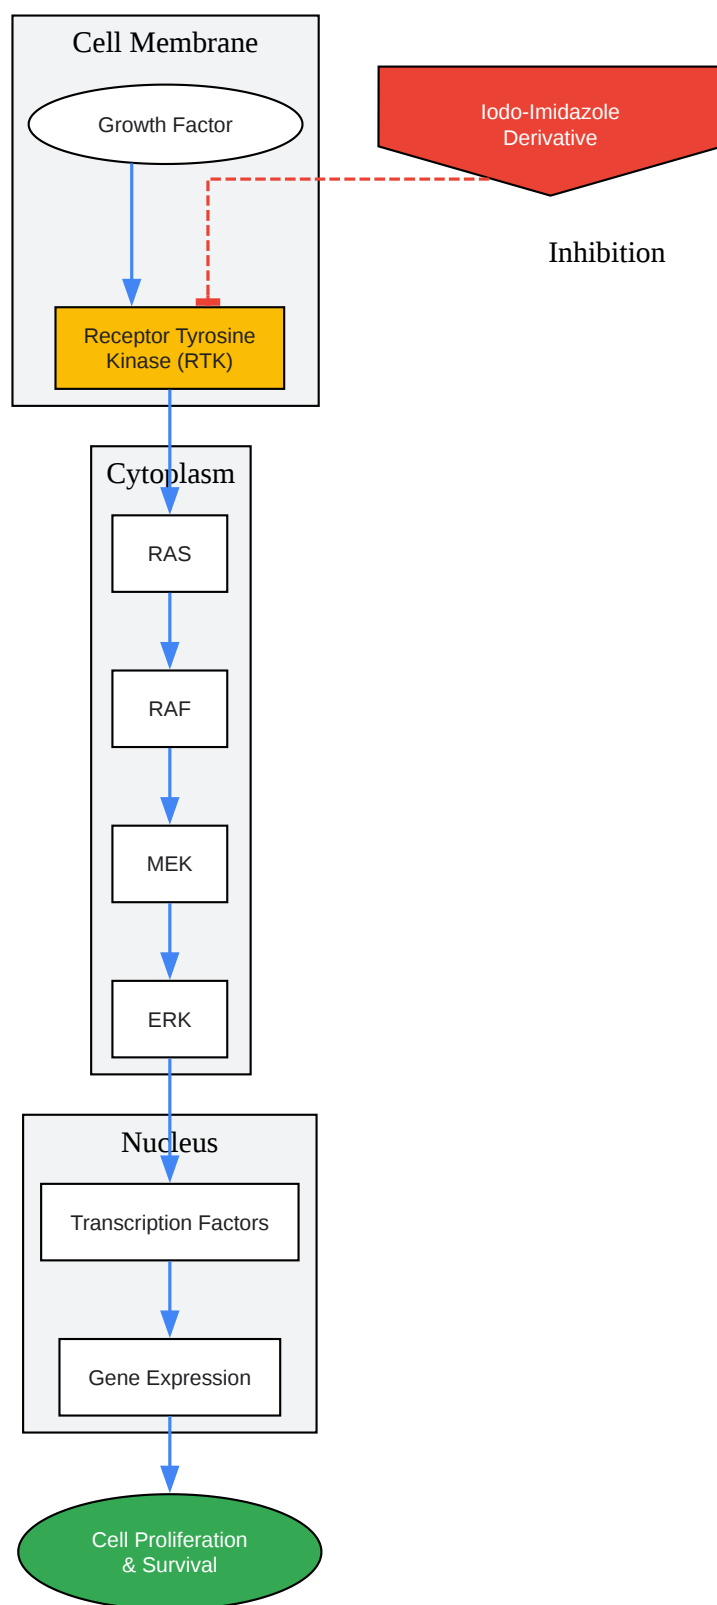 Cell Membrane
Growth Factor
Iodo-Imidazole
Derivative
Inhibition
Receptor Tyrosine
Kinase (RTK)
Cytoplasm
RAS
RAF
MEK
ERK
Nucleus
Transcription Factors
Gene Expression
Cell Proliferation
& Survival